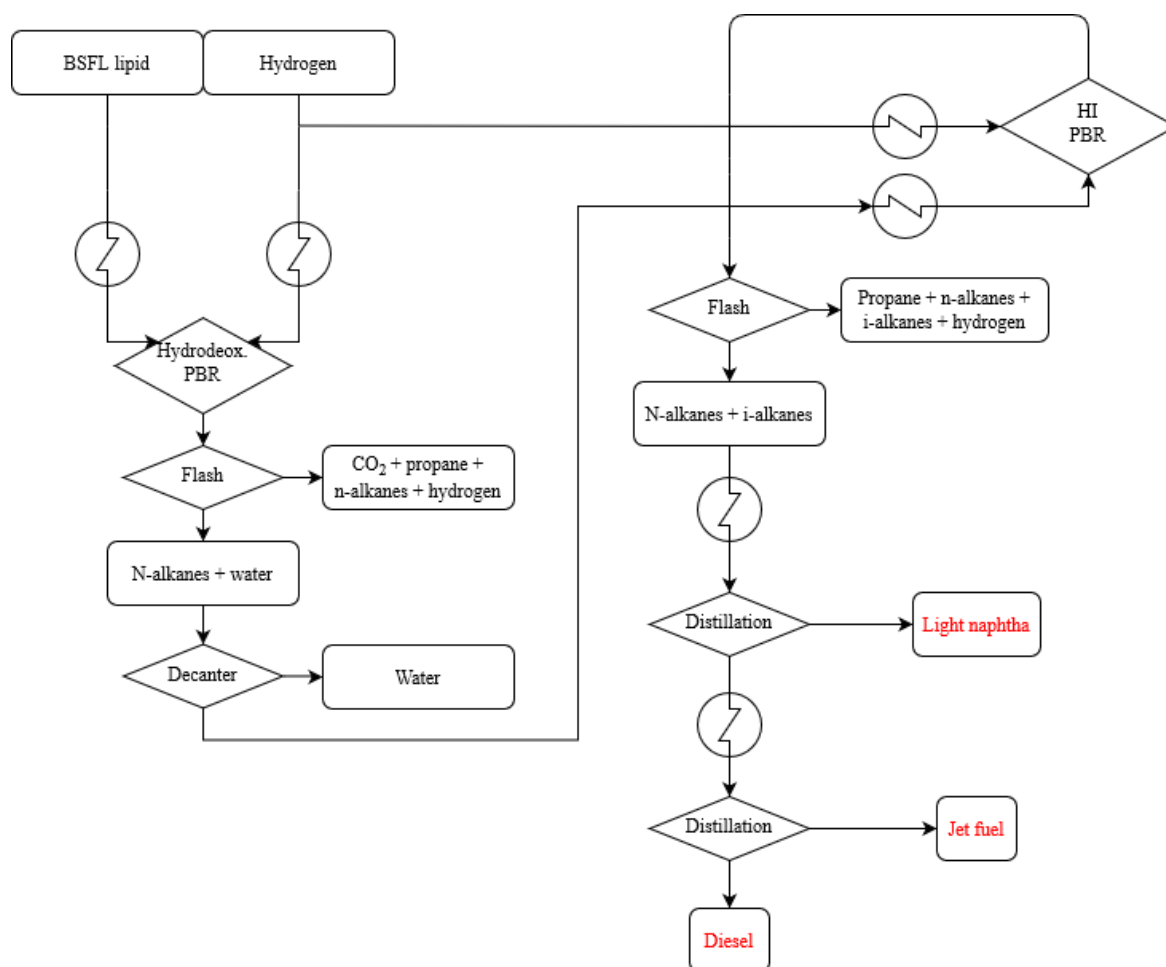 BSFL lipid
Hydrogen
HI
PBR
Hydrodeox.
PBR
Flash
CO₂ + propane +
n-alkanes + hydrogen
N-alkanes + water
Decanter
Water
Flash
Propane + n-alkanes +
i-alkanes + hydrogen
N-alkanes + i-alkanes
Distillation
Light naphtha
Distillation
Jet fuel
Diesel